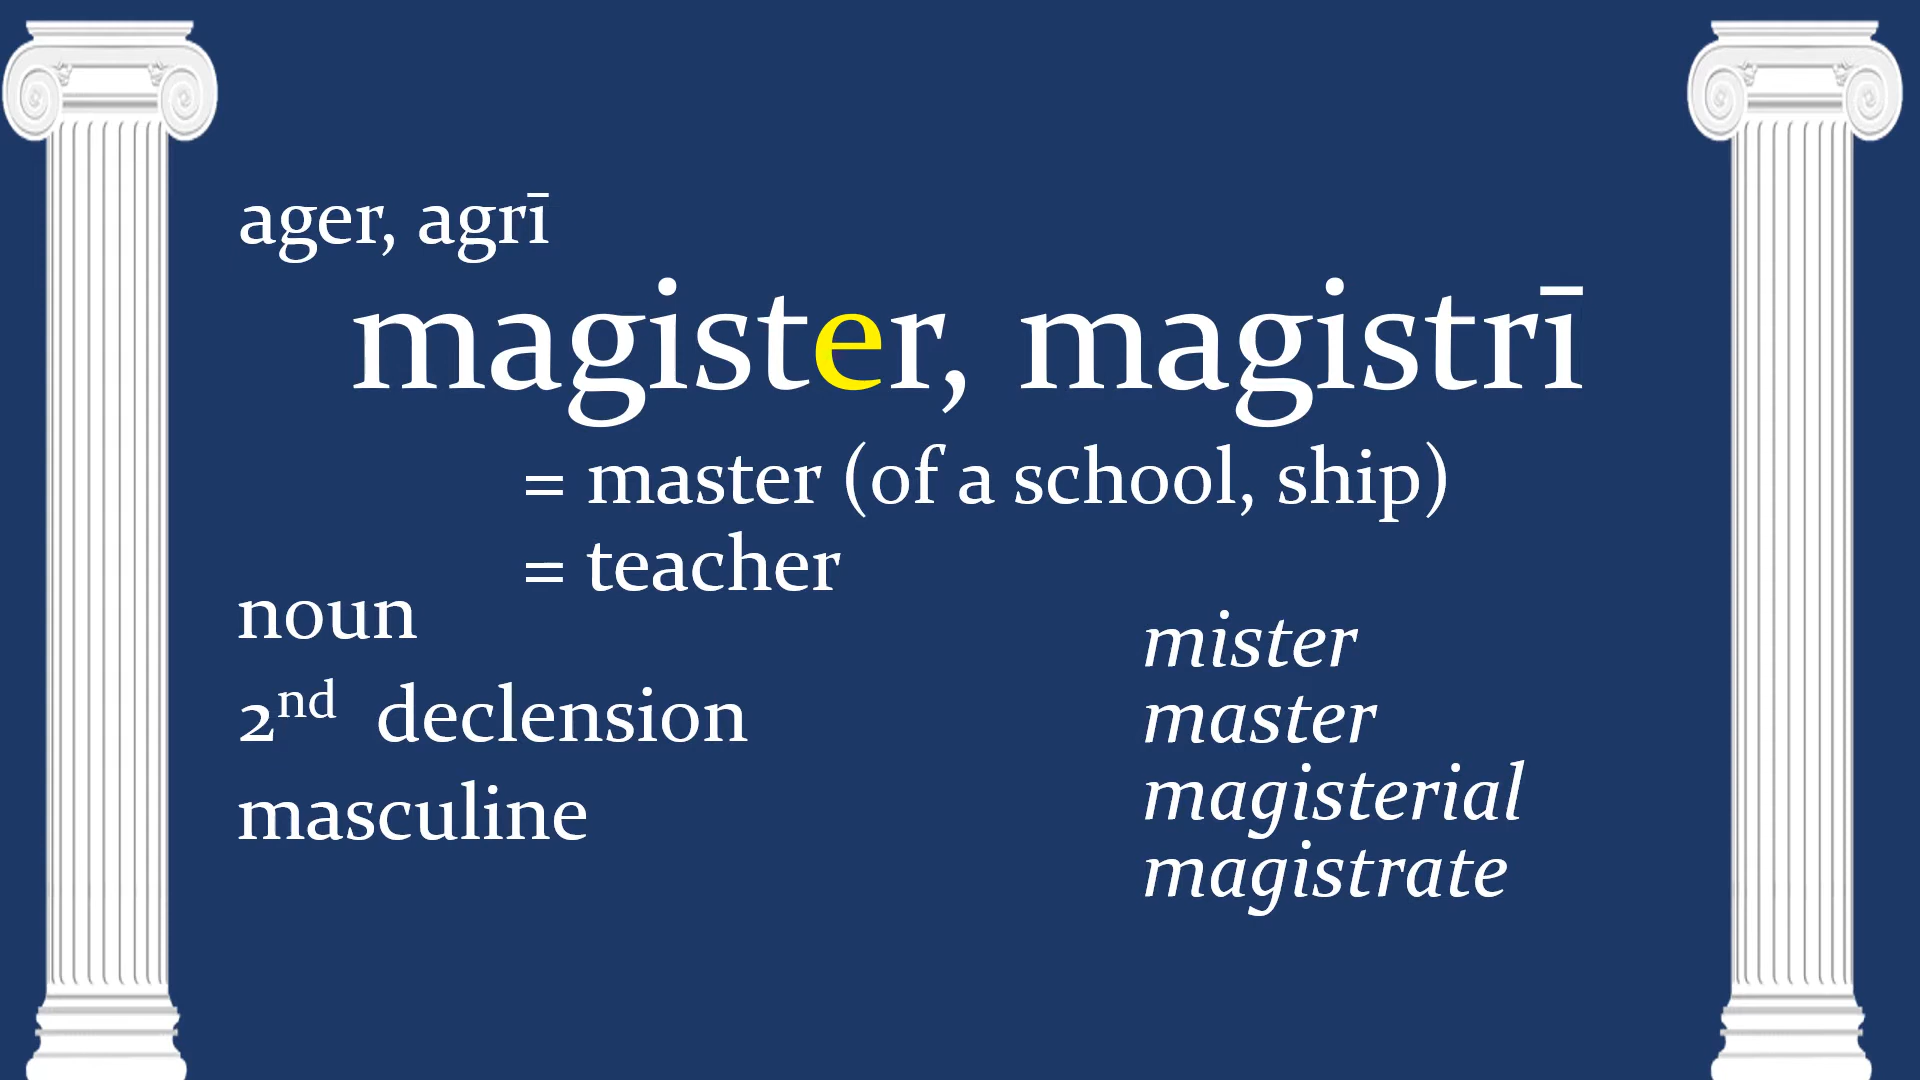 ager, agrī
magister, magistrī
= master (of a school, ship)
= teacher
noun
2nd declension
masculine
mister
master
magisterial
magistrate